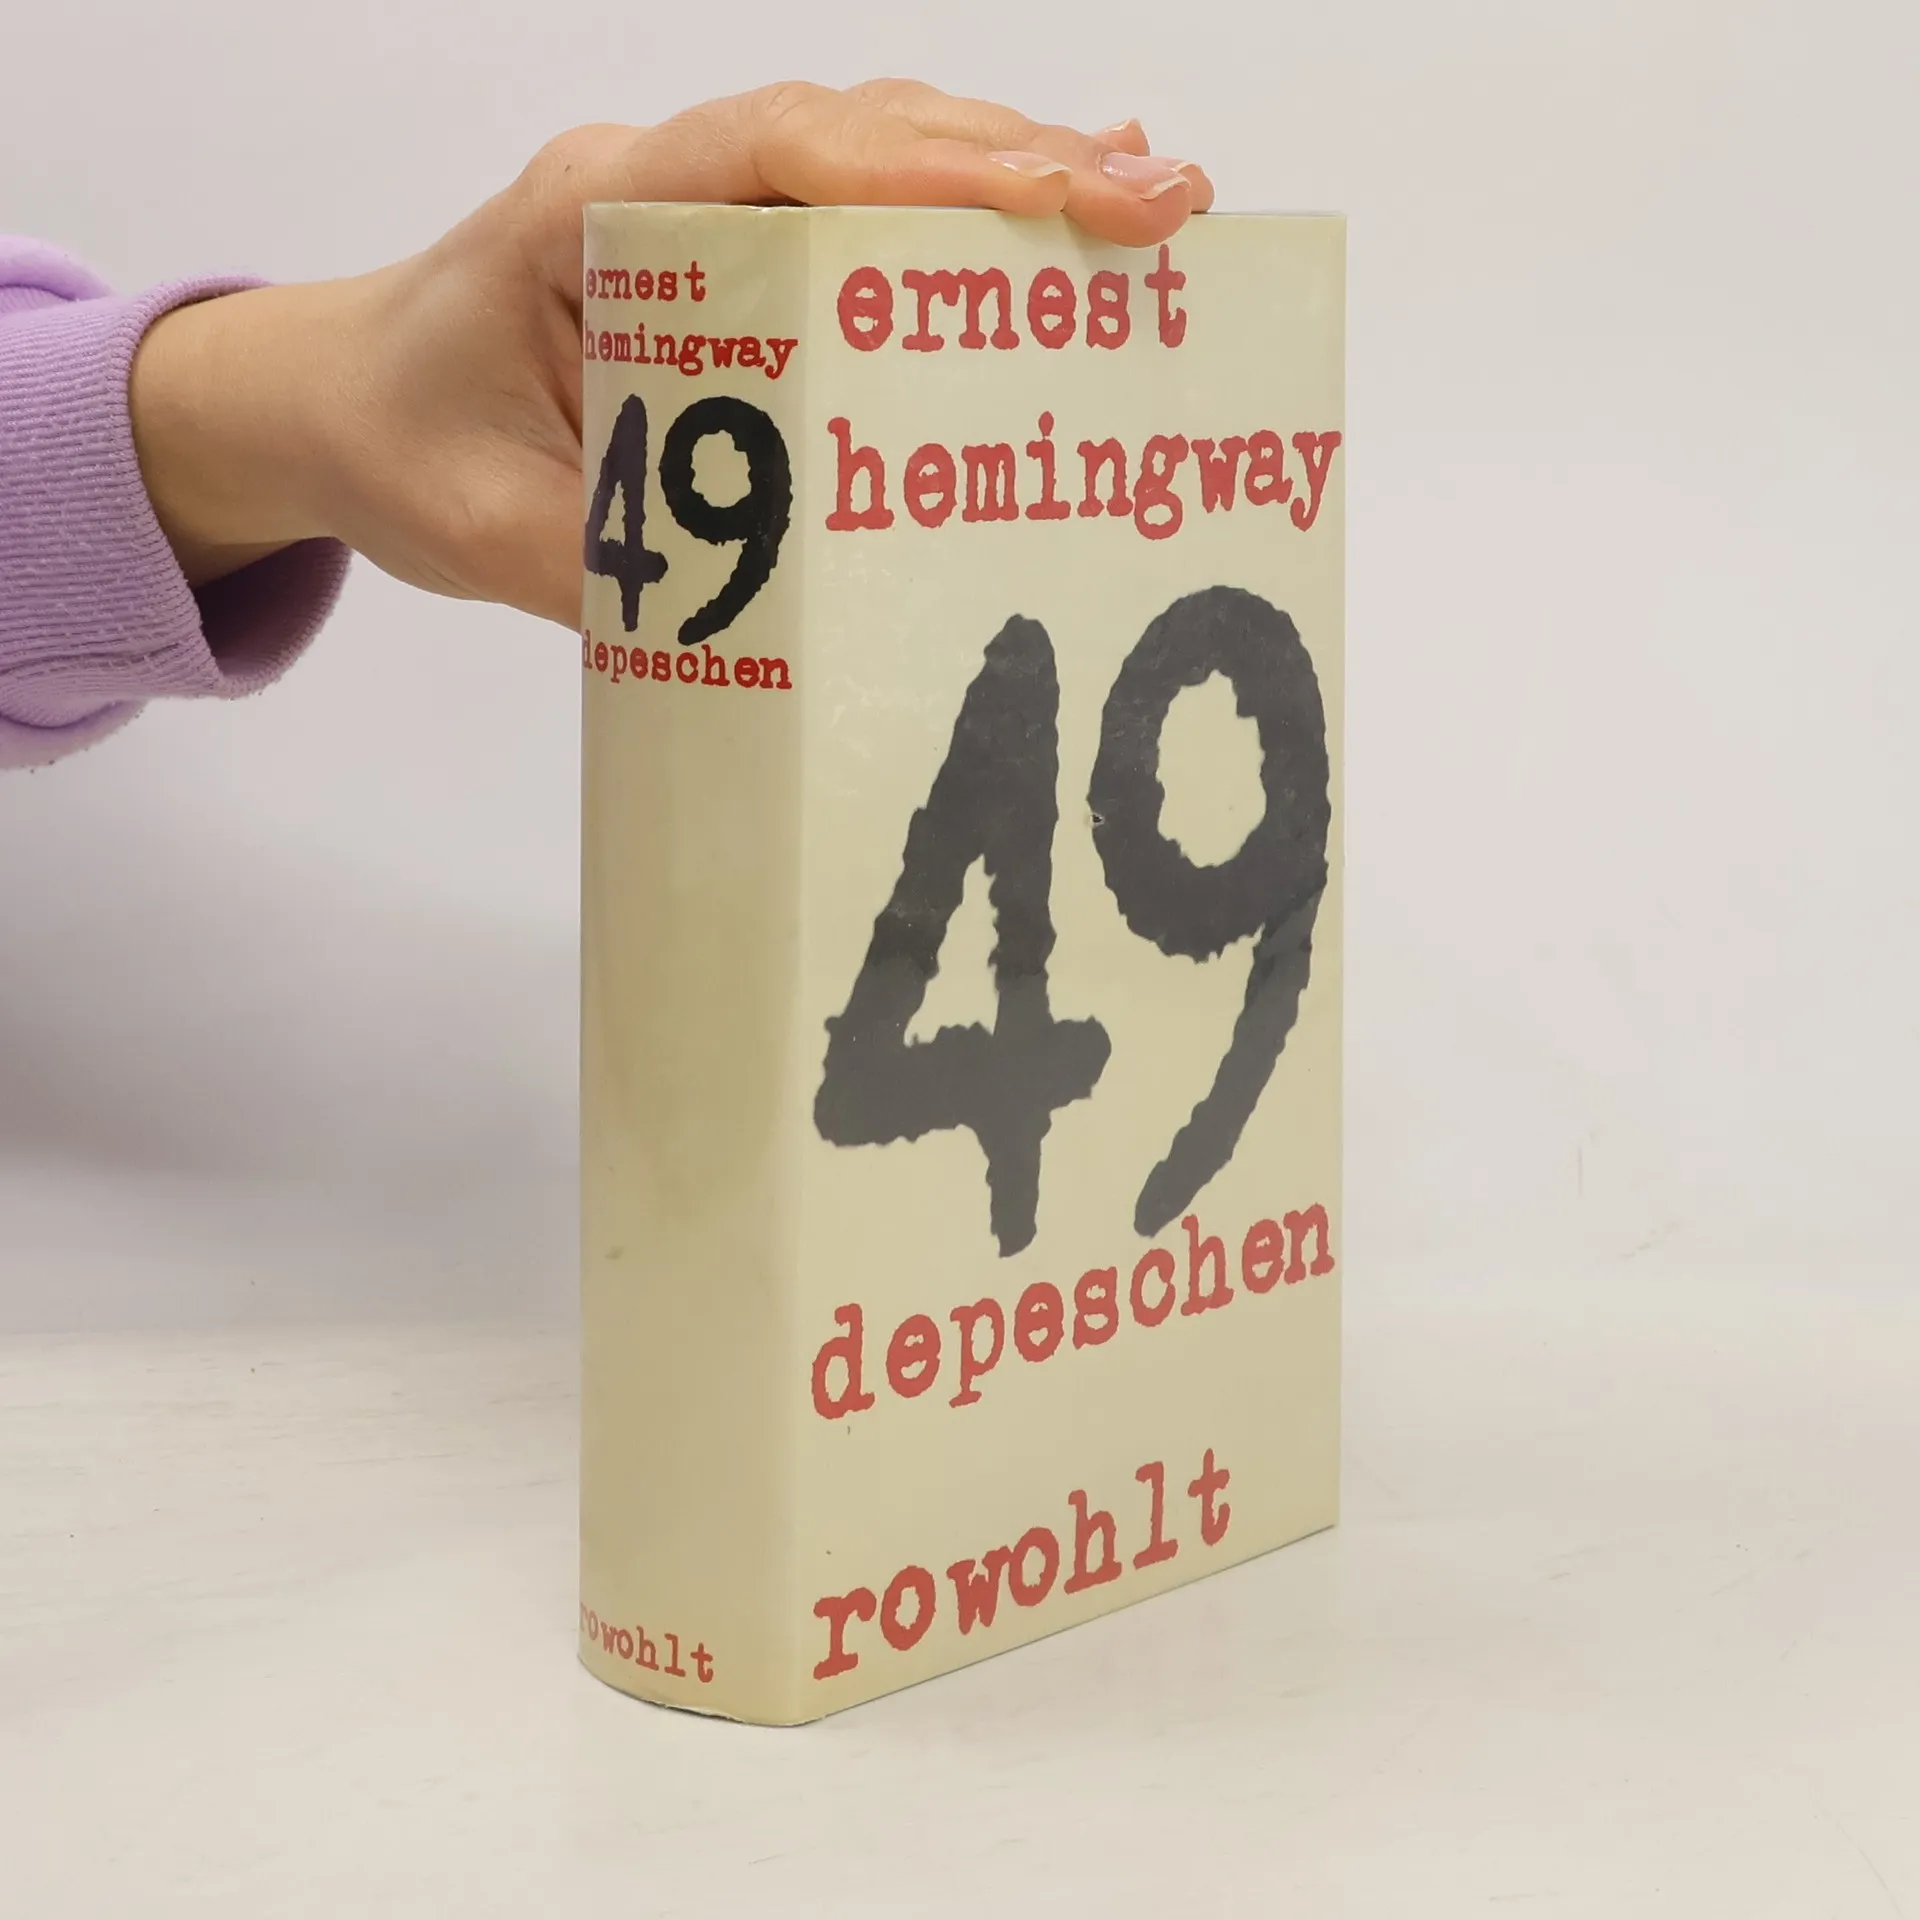 ernest
hemingway
49
depeschen
rowohlt
ernest
hemingway
49
depeschen
rowohlt